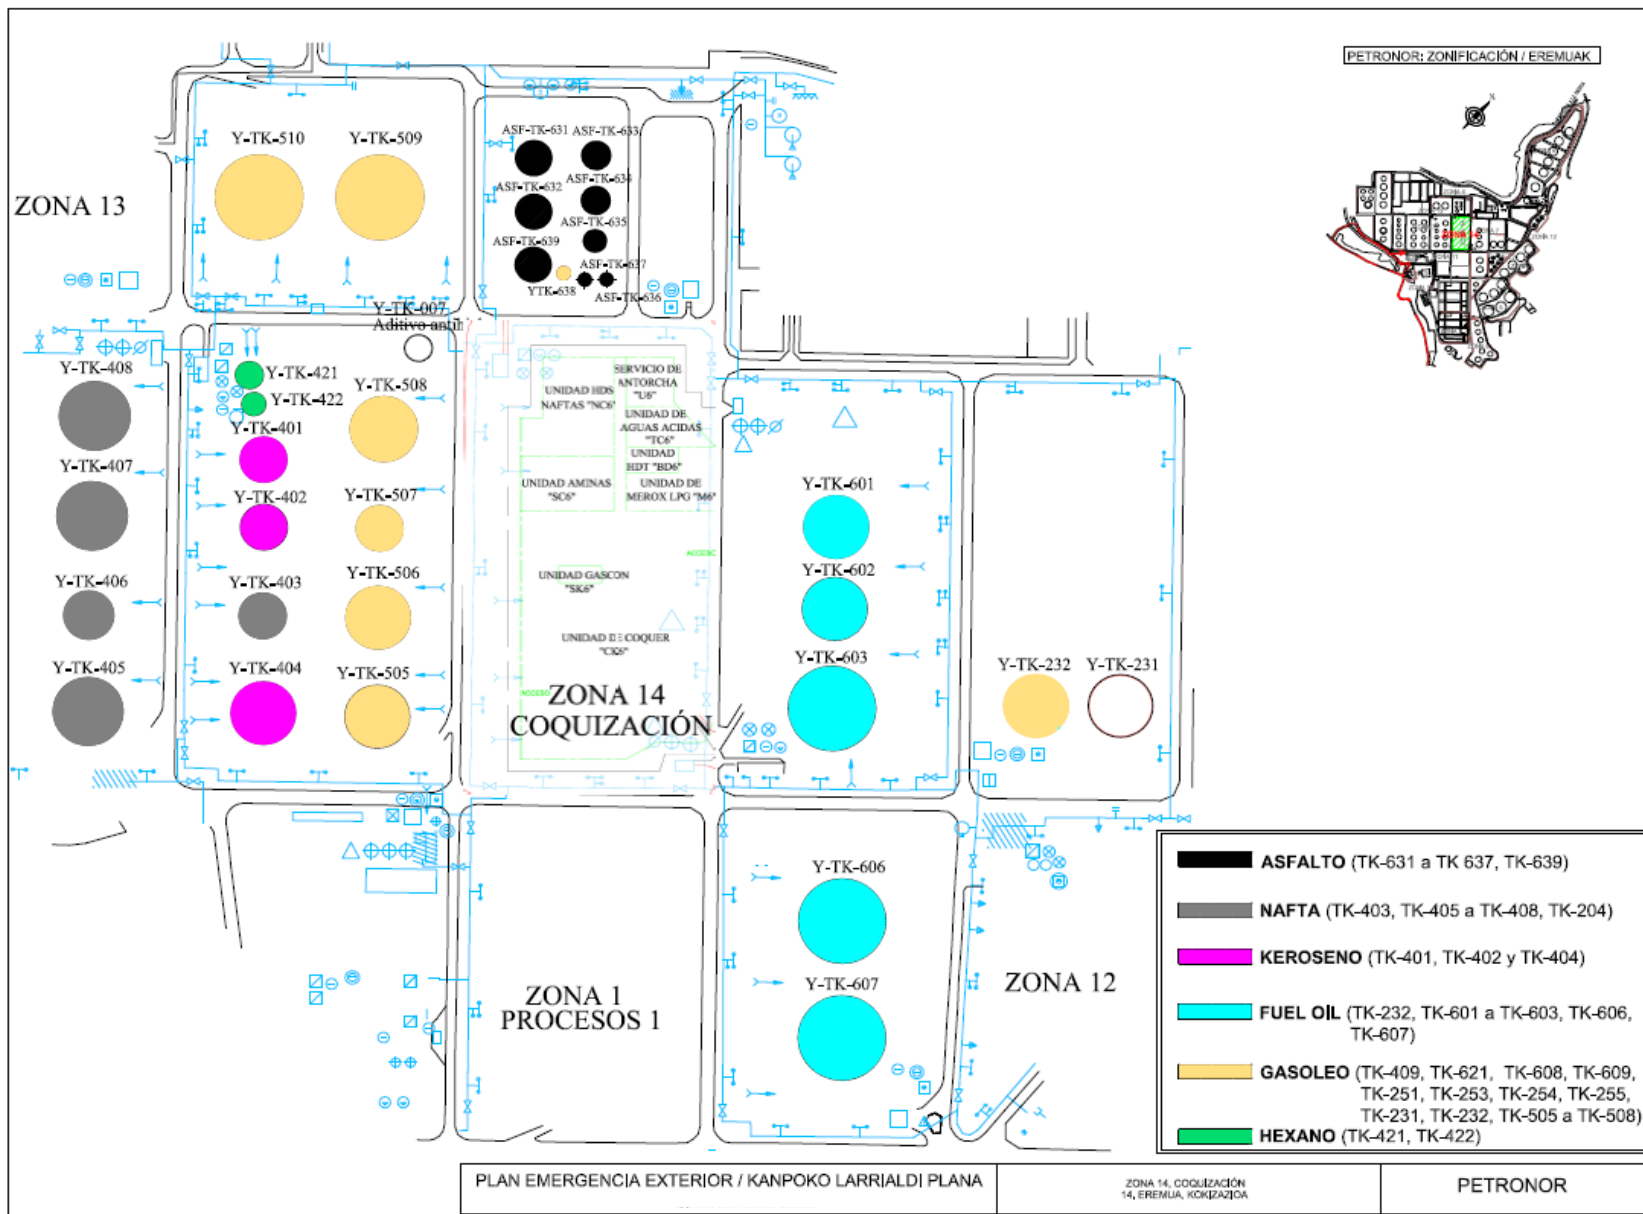 PETRONOR: ZONIFICACIÓN / EREMUAK
Y-TK-510
Y-TK-509
ASF-TK-631
ASF-TK-633
ASF-TK-632
ASF-TK-634
ASF-TK-635
ASF-TK-639
ASF-TK-637
YTK-638
ASF-TK-636
ZONA 13
Y-TK-007
Aditivo anti
Y-TK-408
Y-TK-421
Y-TK-422
Y-TK-508
Y-TK-401
Y-TK-407
Y-TK-402
Y-TK-507
Y-TK-406
Y-TK-403
Y-TK-506
Y-TK-405
Y-TK-404
Y-TK-505
UNIDAD HDS
NAFTAS "NC6"
SERVICIO DE
ANTORCHA
"U6"
UNIDAD DE
AGUAS ACIDAS
"TC6"
UNIDAD
HDT "BD6"
UNIDAD AMINAS
"SC6"
UNIDAD DE
MEROX LPG "M6"
ACCESO
UNIDAD GASCON
"SK6"
UNIDAD DE COQUER
"CK6"
ACCESO
ZONA 14
COQUIZACIÓN
Y-TK-601
Y-TK-602
Y-TK-603
Y-TK-232
Y-TK-231
Y-TK-606
Y-TK-607
ZONA 1
PROCESOS 1
ZONA 12
ASFALTO (TK-631 a TK 637, TK-639)
NAFTA (TK-403, TK-405 a TK-408, TK-204)
KEROSENO (TK-401, TK-402 y TK-404)
FUEL OIL (TK-232, TK-601 a TK-603, TK-606,
TK-607)
GASOLEO (TK-409, TK-621, TK-608, TK-609,
TK-251, TK-253, TK-254, TK-255,
TK-231, TK-232, TK-505 a TK-508)
HEXANO (TK-421, TK-422)
PLAN EMERGENCIA EXTERIOR / KANPOKO LARRIALDI PLANA
ZONA 14, COQUIZACIÓN
14, EREMUA, KOKIZAZIOA
PETRONOR